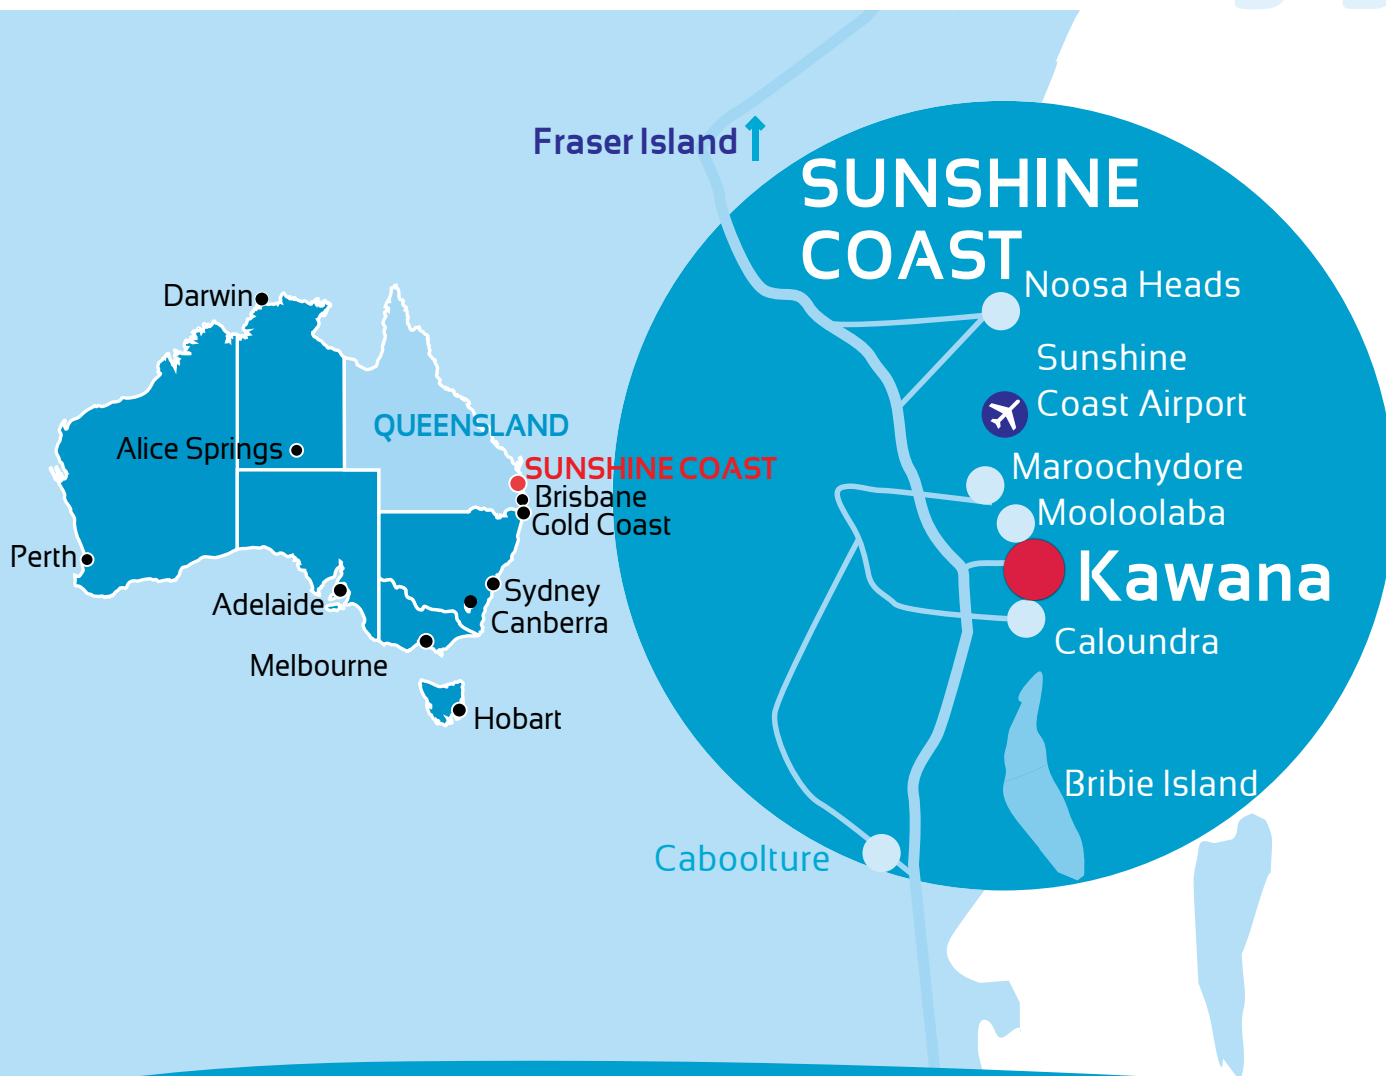 Fraser Island
SUNSHINE
COAST
Noosa Heads
Sunshine
Coast Airport
Maroochydore
Mooloolaba
Kawana
Caloundra
Bribie Island
Caboolture
Darwin
QUEENSLAND
Alice Springs
SUNSHINE COAST
Brisbane
Gold Coast
Perth
Adelaide
Sydney
Canberra
Melbourne
Hobart